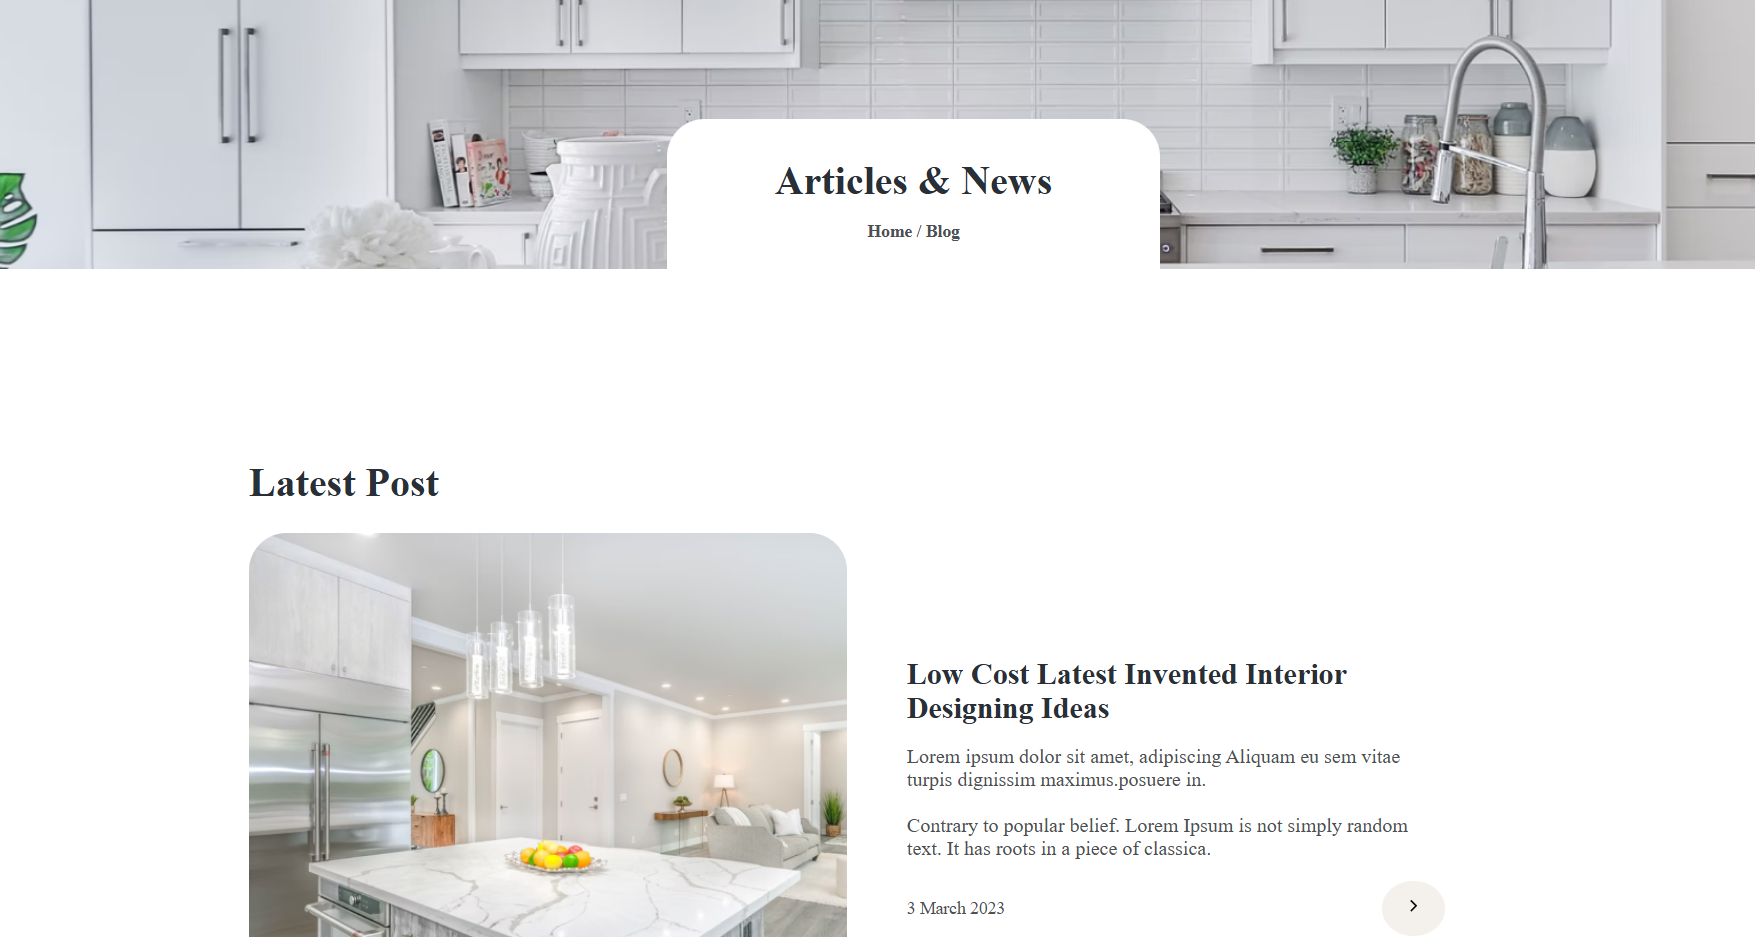 Articles & News
Home / Blog
Latest Post
Low Cost Latest Invented Interior
Designing Ideas
Lorem ipsum dolor sit amet, adipiscing Aliquam eu sem vitae
turpis dignissim maximus.posuere in.
Contrary to popular belief. Lorem Ipsum is not simply random
text. It has roots in a piece of classica.
3 March 2023